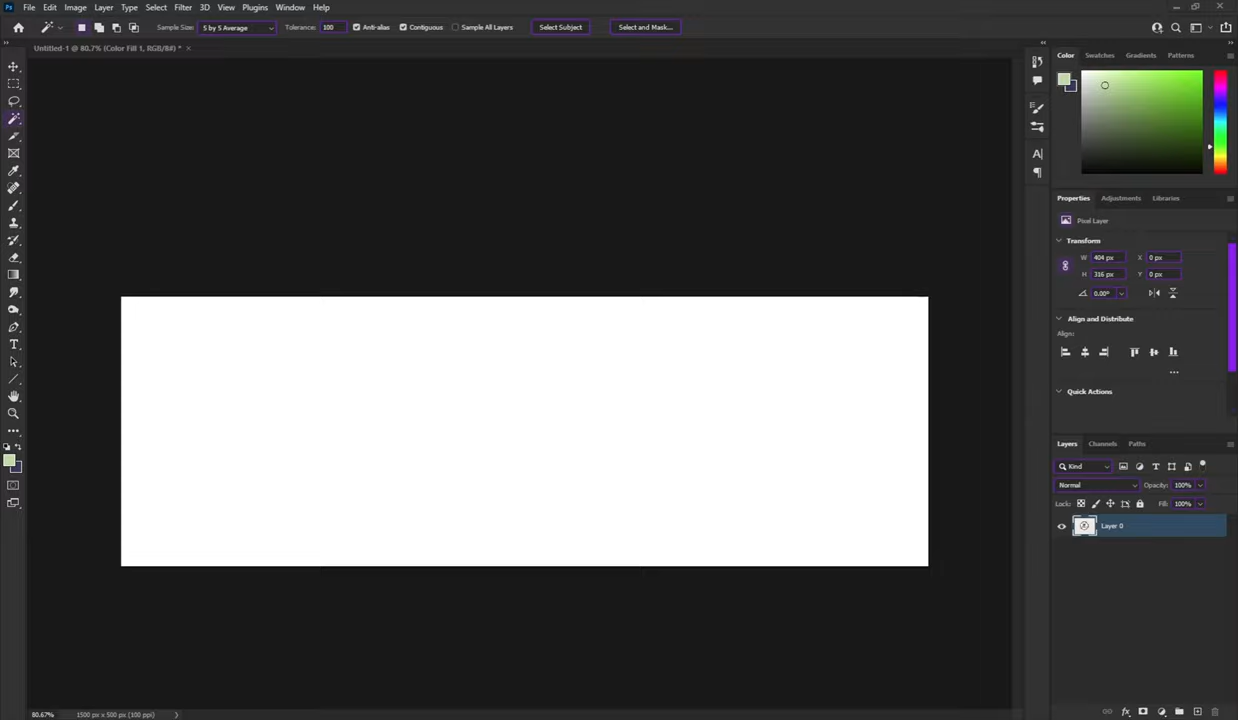 Ps File Edit Image Layer Type Select Filter 3D View Plugins Window Help
Sample Size: 5 by 5 Average Tolerance: 100 Anti-alias Contiguous Sample All Layers Select Subject Select and Mask...
Untitled-1 @ 80.7% (Color Fill 1, RGB/8#) * ×
Color Swatches Gradients Patterns
Properties Adjustments Libraries
Pixel Layer
Transform
W 404 px X 0 px
H 316 px Y 0 px
0.00°
Align and Distribute
Align:
...
Quick Actions
Layers Channels Paths
Kind
Normal Opacity: 100%
Lock: Fill: 100%
Layer 0
fx
80.67% 1500 px x 500 px (100 ppi)